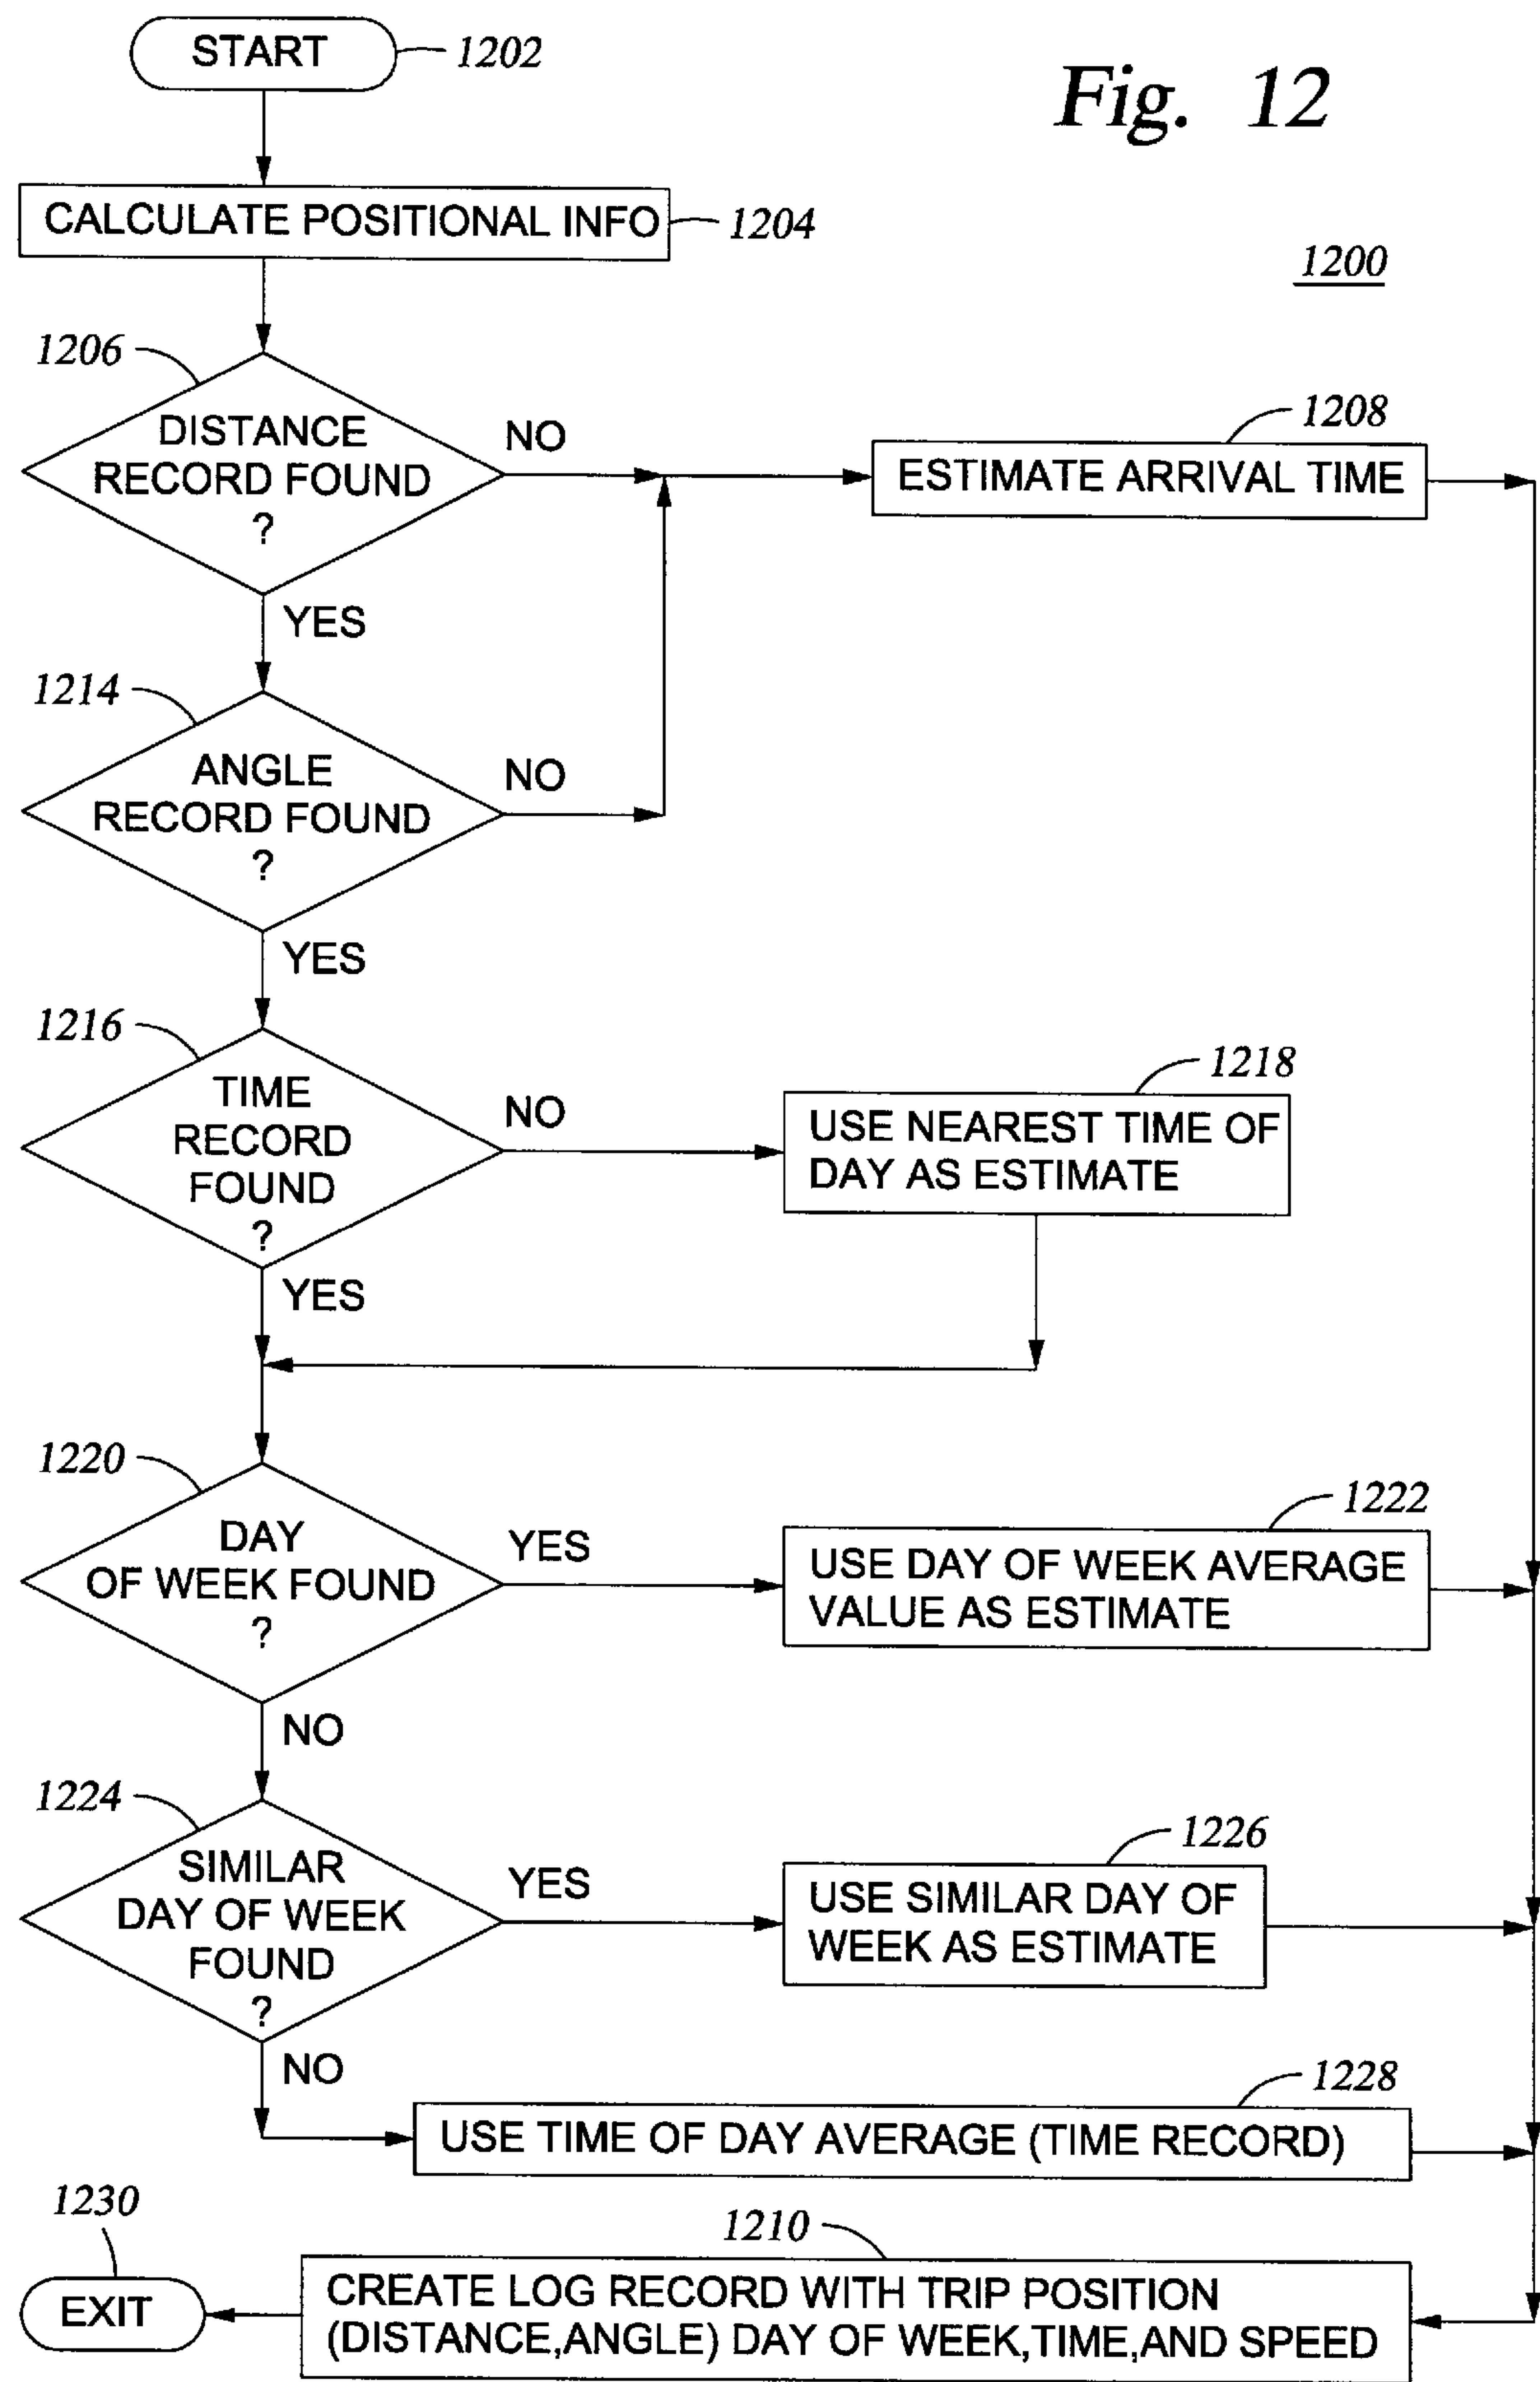 START
1202
Fig. 12
CALCULATE POSITIONAL INFO
1204
1200
1206
DISTANCE
RECORD FOUND
?
NO
1208
ESTIMATE ARRIVAL TIME
YES
1214
ANGLE
RECORD FOUND
?
NO
YES
1216
TIME
RECORD
FOUND
?
NO
1218
USE NEAREST TIME OF
DAY AS ESTIMATE
YES
1220
DAY
OF WEEK FOUND
?
YES
1222
USE DAY OF WEEK AVERAGE
VALUE AS ESTIMATE
NO
1224
SIMILAR
DAY OF WEEK
FOUND
?
YES
1226
USE SIMILAR DAY OF
WEEK AS ESTIMATE
NO
1228
USE TIME OF DAY AVERAGE (TIME RECORD)
1230
EXIT
1210
CREATE LOG RECORD WITH TRIP POSITION
(DISTANCE,ANGLE) DAY OF WEEK,TIME,AND SPEED